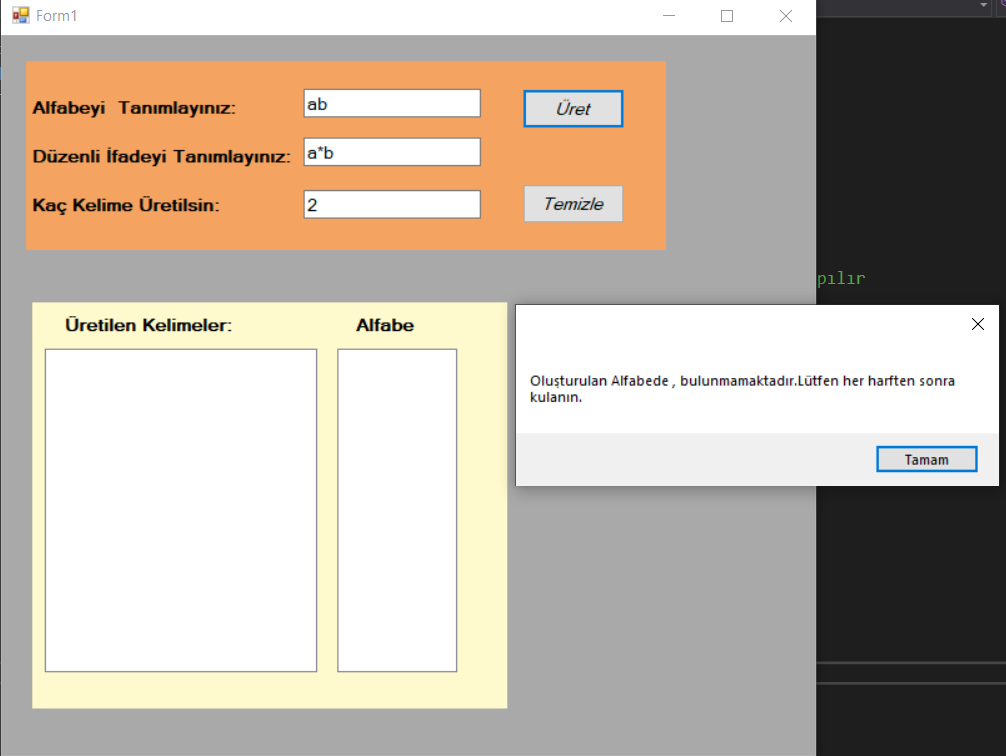 Form1
Alfabeyi Tanımlayınız:
ab
Üret
Düzenli İfadeyi Tanımlayınız:
a*b
Kaç Kelime Üretilsin:
2
Temizle
pılır
Üretilen Kelimeler:
Alfabe
Oluşturulan Alfabede , bulunmamaktadır.Lütfen her harften sonra
kulanın.
Tamam